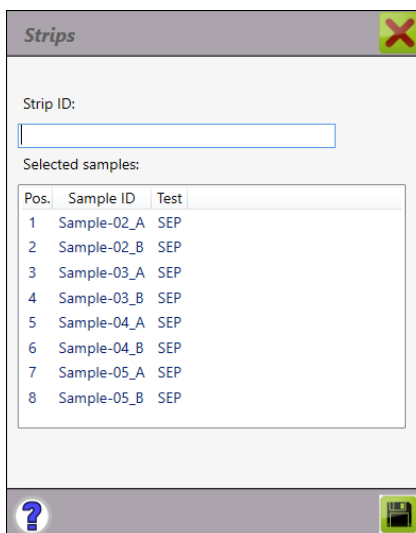 Strips
Strip ID:
Selected samples:
Pos. Sample ID Test
1 Sample-02_A SEP
2 Sample-02_B SEP
3 Sample-03_A SEP
4 Sample-03_B SEP
5 Sample-04_A SEP
6 Sample-04_B SEP
7 Sample-05_A SEP
8 Sample-05_B SEP
?